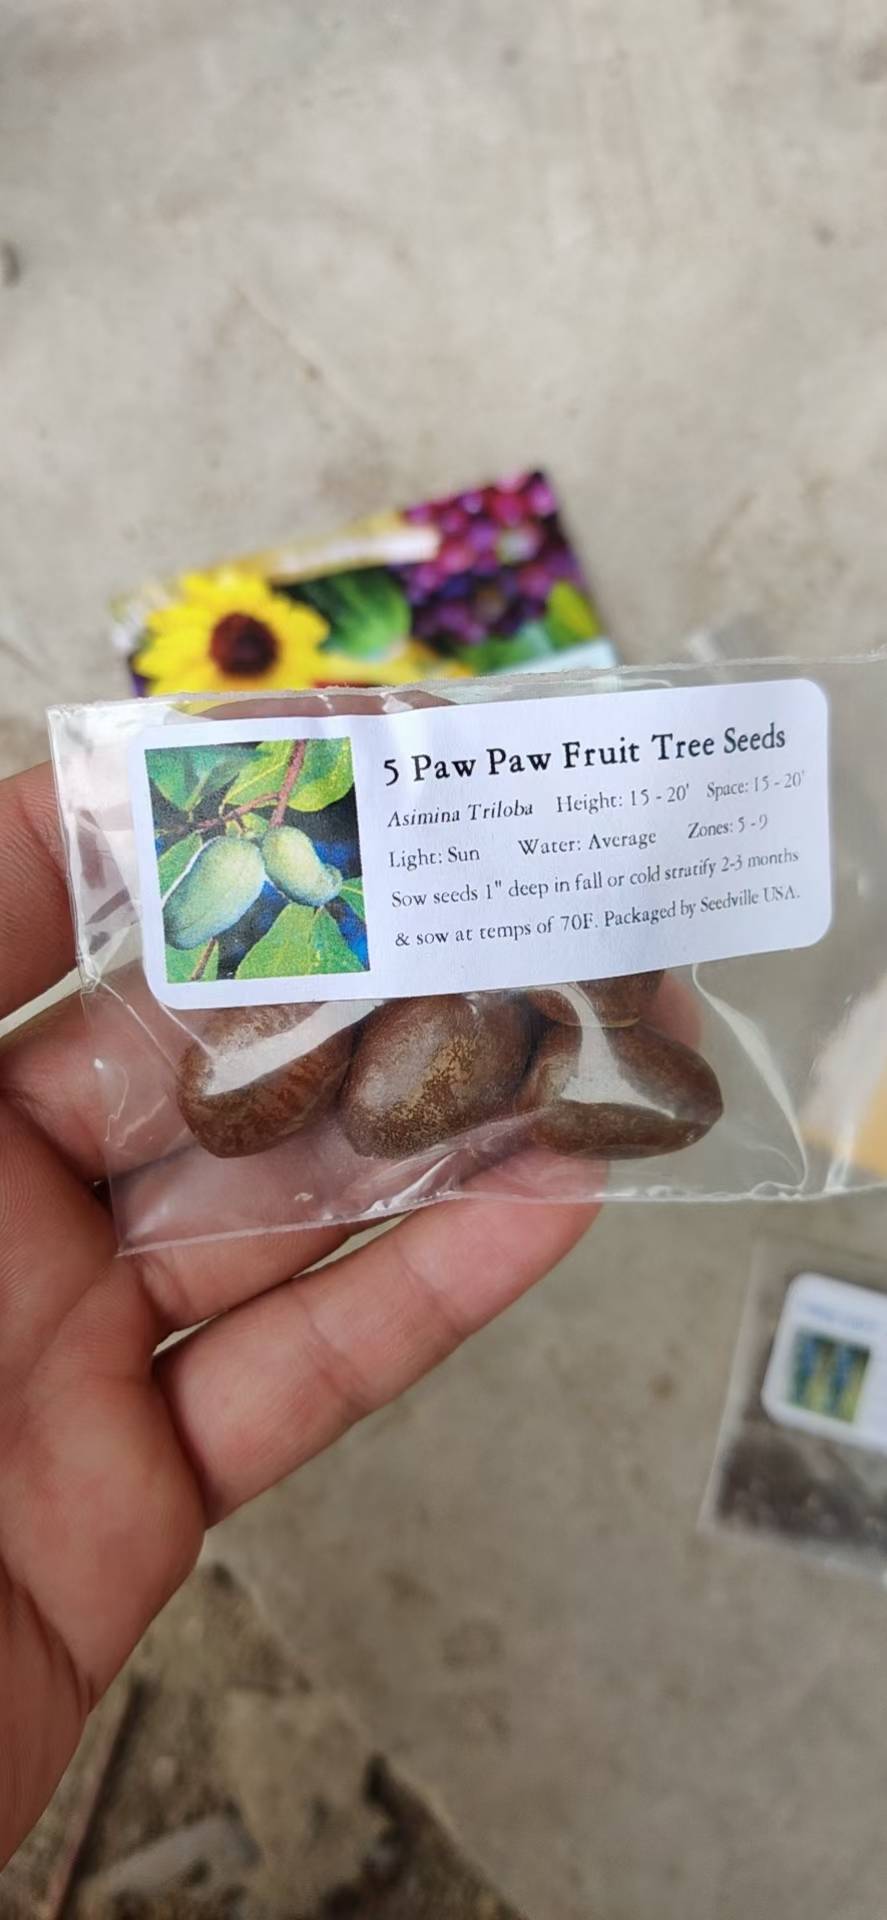 5 Paw Paw Fruit Tree Seeds
Asimina Triloba Height: 15 - 20' Space: 15 - 20'
Light: Sun Water: Average Zones: 5 - 9
Sow seeds 1" deep in fall or cold stratify 2-3 months
& sow at temps of 70F. Packaged by Seedville USA.